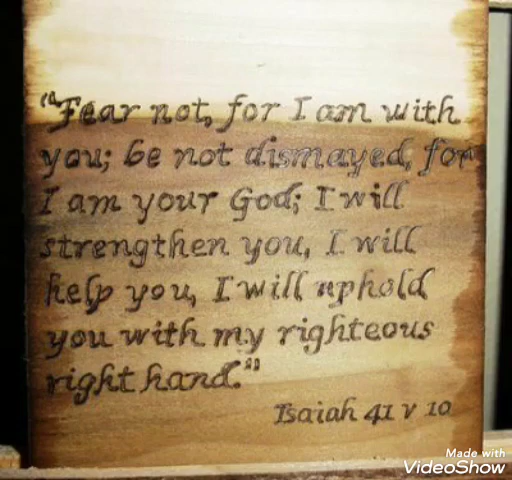 "Fear not, for I am with
you; be not dismayed, for
I am your God; I will
strengthen you, I will
help you, I will uphold
you with my righteous
right hand."
Isaiah 41 v 10
Made with
VideoShow